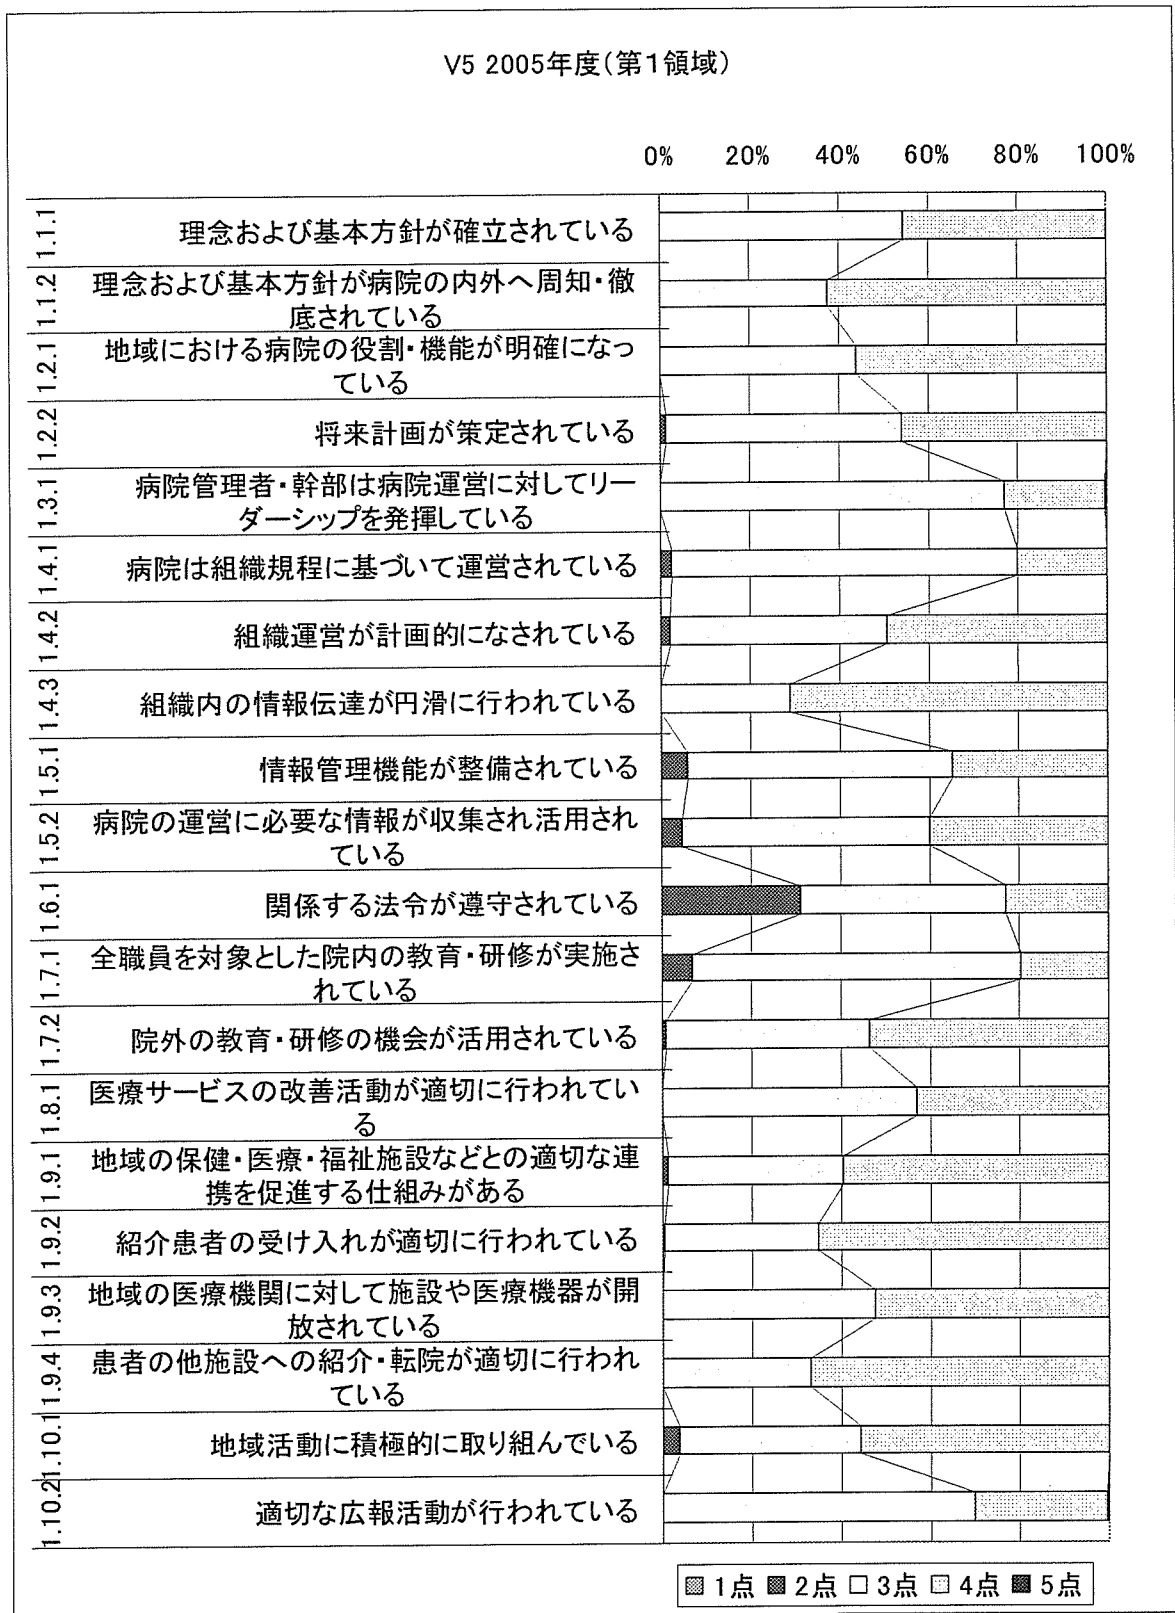 V5 2005年度(第1領域)
0% 20% 40% 60% 80% 100%
1.1.1 理念および基本方針が確立されている
1.1.2 理念および基本方針が病院の内外へ周知・徹
底されている
1.2.1 地域における病院の役割・機能が明確になっ
ている
1.2.2 将来計画が策定されている
1.3.1 病院管理者・幹部は病院運営に対してリー
ダーシップを発揮している
1.4.1 病院は組織規程に基づいて運営されている
1.4.2 組織運営が計画的になされている
1.4.3 組織内の情報伝達が円滑に行われている
1.5.1 情報管理機能が整備されている
1.5.2 病院の運営に必要な情報が収集され活用され
ている
1.6.1 関係する法令が遵守されている
1.7.1 全職員を対象とした院内の教育・研修が実施さ
れている
1.7.2 院外の教育・研修の機会が活用されている
1.8.1 医療サービスの改善活動が適切に行われてい
る
1.9.1 地域の保健・医療・福祉施設などとの適切な連
携を促進する仕組みがある
1.9.2 紹介患者の受け入れが適切に行われている
1.9.3 地域の医療機関に対して施設や医療機器が開
放されている
1.9.4 患者の他施設への紹介・転院が適切に行われ
ている
1.10.1 地域活動に積極的に取り組んでいる
1.10.2 適切な広報活動が行われている
1点 2点 3点 4点 5点